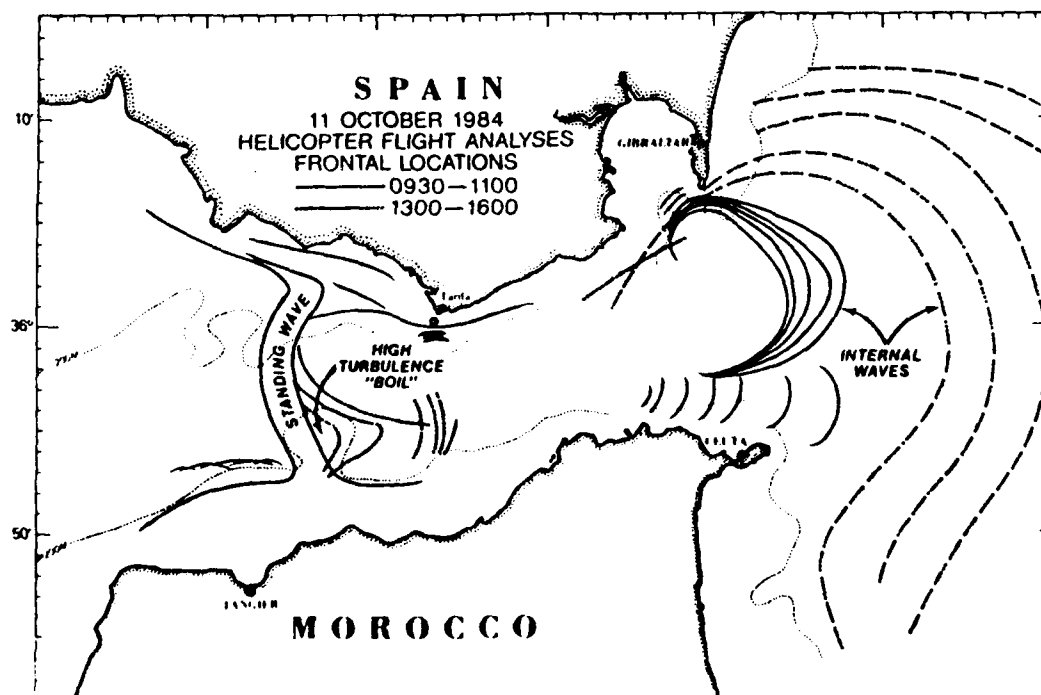 SPAIN
11 OCTOBER 1984
HELICOPTER FLIGHT ANALYSES
FRONTAL LOCATIONS
0930—1100
1300—1600
10'
GIBRALTAR
Tarifa
36°
STANDING WAVE
HIGH
TURBULENCE
"BOIL"
INTERNAL
WAVES
50'
TANGIER
MOROCCO